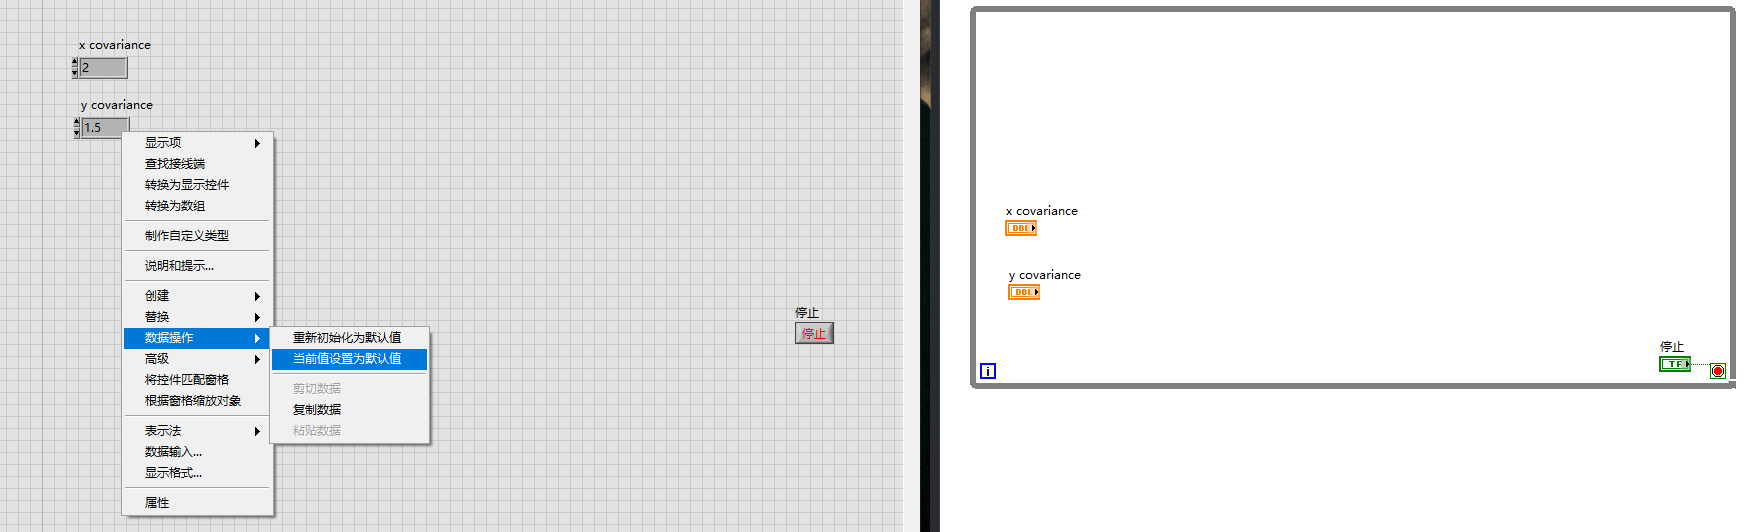 x covariance
2
y covariance
1.5
显示项
查找接线端
转换为显示控件
转换为数组
制作自定义类型
说明和提示...
创建
替换
数据操作
高级
将控件匹配窗格
根据窗格缩放对象
表示法
数据输入...
显示格式...
属性
重新初始化为默认值
当前值设置为默认值
剪切数据
复制数据
粘贴数据
停止
停止
x covariance
DBL
y covariance
DBL
停止
TF
i